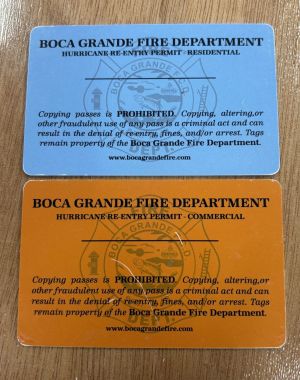 BOCA GRANDE FIRE DEPARTMENT
HURRICANE RE-ENTRY PERMIT - RESIDENTIAL
Copying passes is PROHIBITED. Copying, altering,or
other fraudulent use of any pass is a criminal act and can
result in the denial of re-entry, fines, and/or arrest. Tags
remain property of the Boca Grande Fire Department.
www.bocagrandefire.com
BOCA GRANDE FIRE DEPARTMENT
HURRICANE RE-ENTRY PERMIT - COMMERCIAL
Copying passes is PROHIBITED. Copying, altering,or
other fraudulent use of any pass is a criminal act and can
result in the denial of re-entry, fines, and/or arrest. Tags
remain property of the Boca Grande Fire Department.
www.bocagrandefire.com